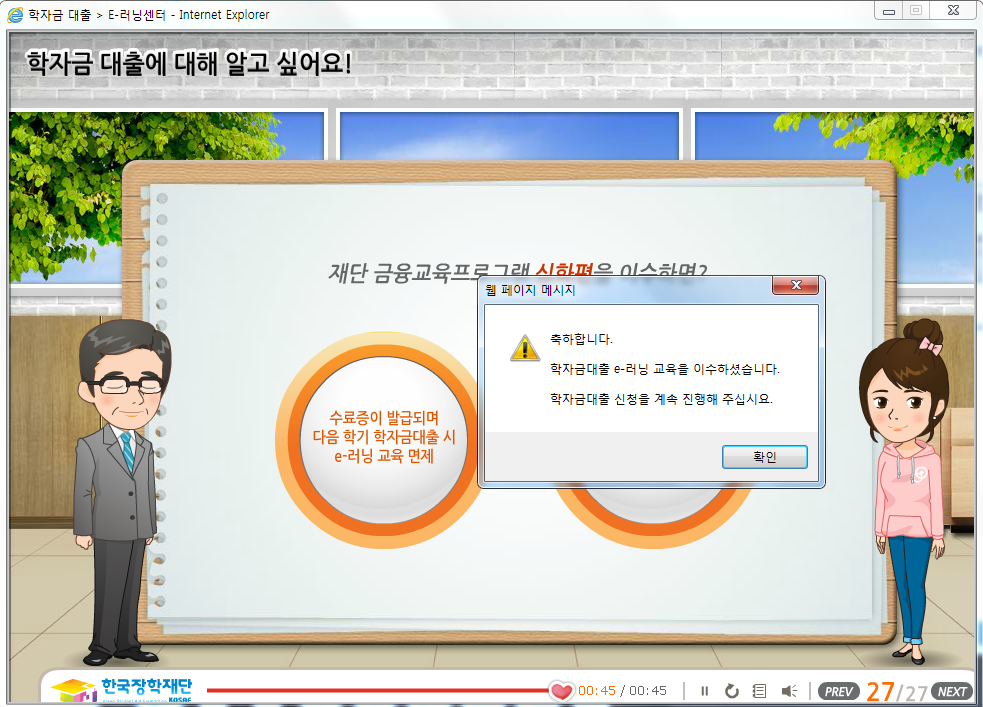 학자금 대출 > E-러닝센터 - Internet Explorer
학자금 대출에 대해 알고 싶어요!
재단 금융교육프로그램 심화편을 이수하면?
웹 페이지 메시지
축하합니다.
학자금대출 e-러닝 교육을 이수하셨습니다.
학자금대출 신청을 계속 진행해 주십시요.
확인
수료증이 발급되며
다음 학기 학자금대출 시
e-러닝 교육 면제
한국장학재단
KOSAF
00:45 / 00:45
PREV 27/27 NEXT